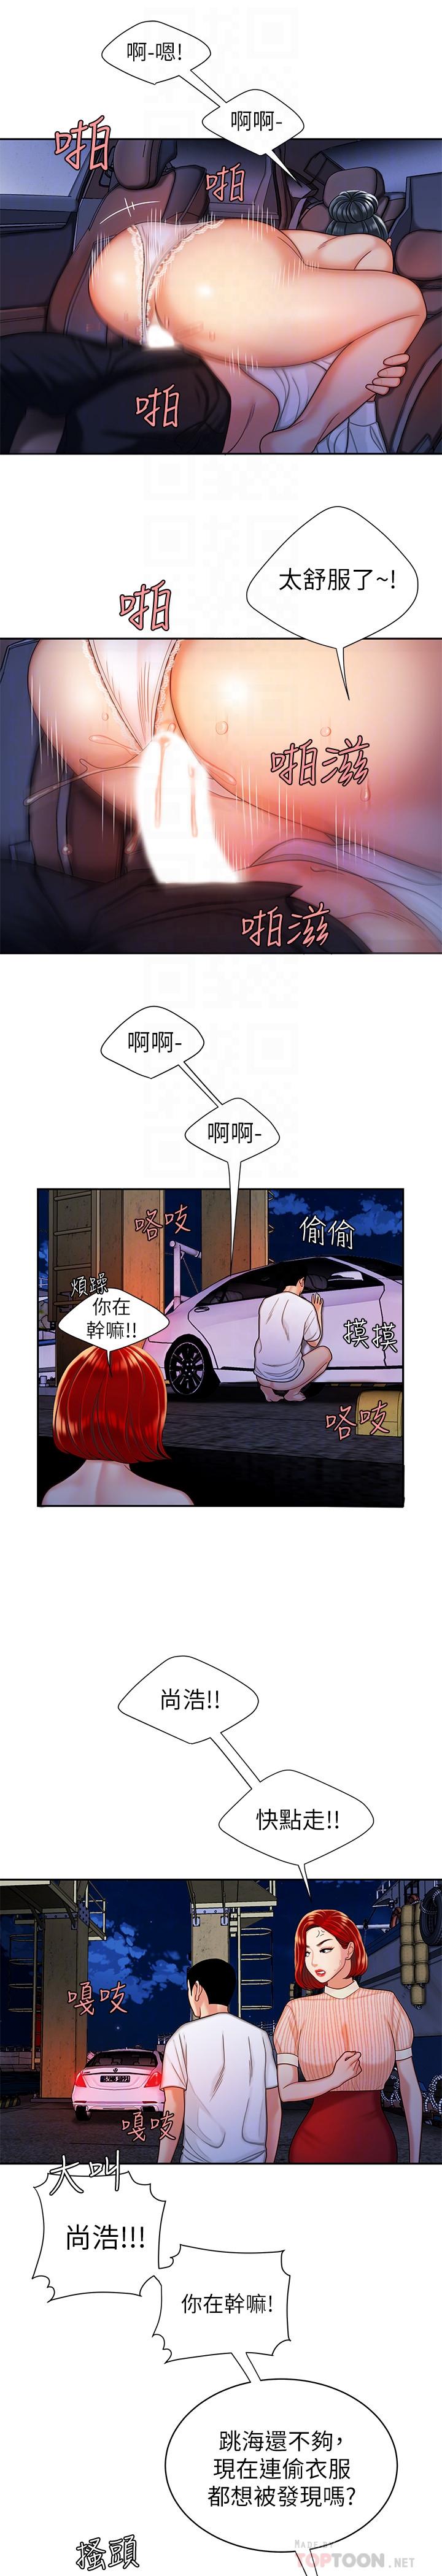 啊-嗯!
啊啊-
啪
啪
啪
太舒服了~!
啪
啪滋
啪滋
啊啊-
啊啊-
咯吱
偷偷
煩躁
你在
幹嘛!!
摸摸
咯吱
尚浩!!
快點走!!
嘎吱
嘎吱
大叫
尚浩!!!
你在幹嘛!
跳海還不夠,
現在連偷衣服
都想被發現嗎?
搔頭
Made by
TOPTOON.COM